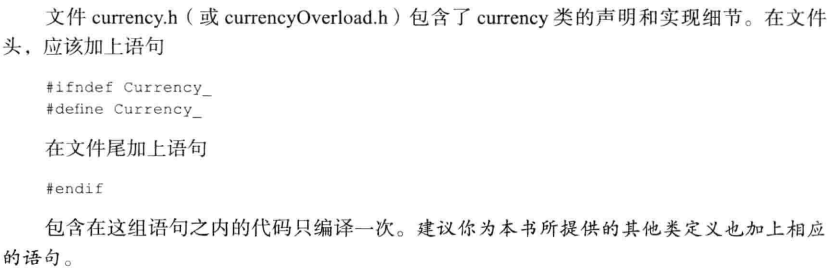 文件 currency.h（或 currencyOverload.h）包含了 currency 类的声明和实现细节。在文件
头，应该加上语句
#ifndef Currency_
#define Currency_
在文件尾加上语句
#endif
包含在这组语句之内的代码只编译一次。建议你为本书所提供的其他类定义也加上相应
的语句。